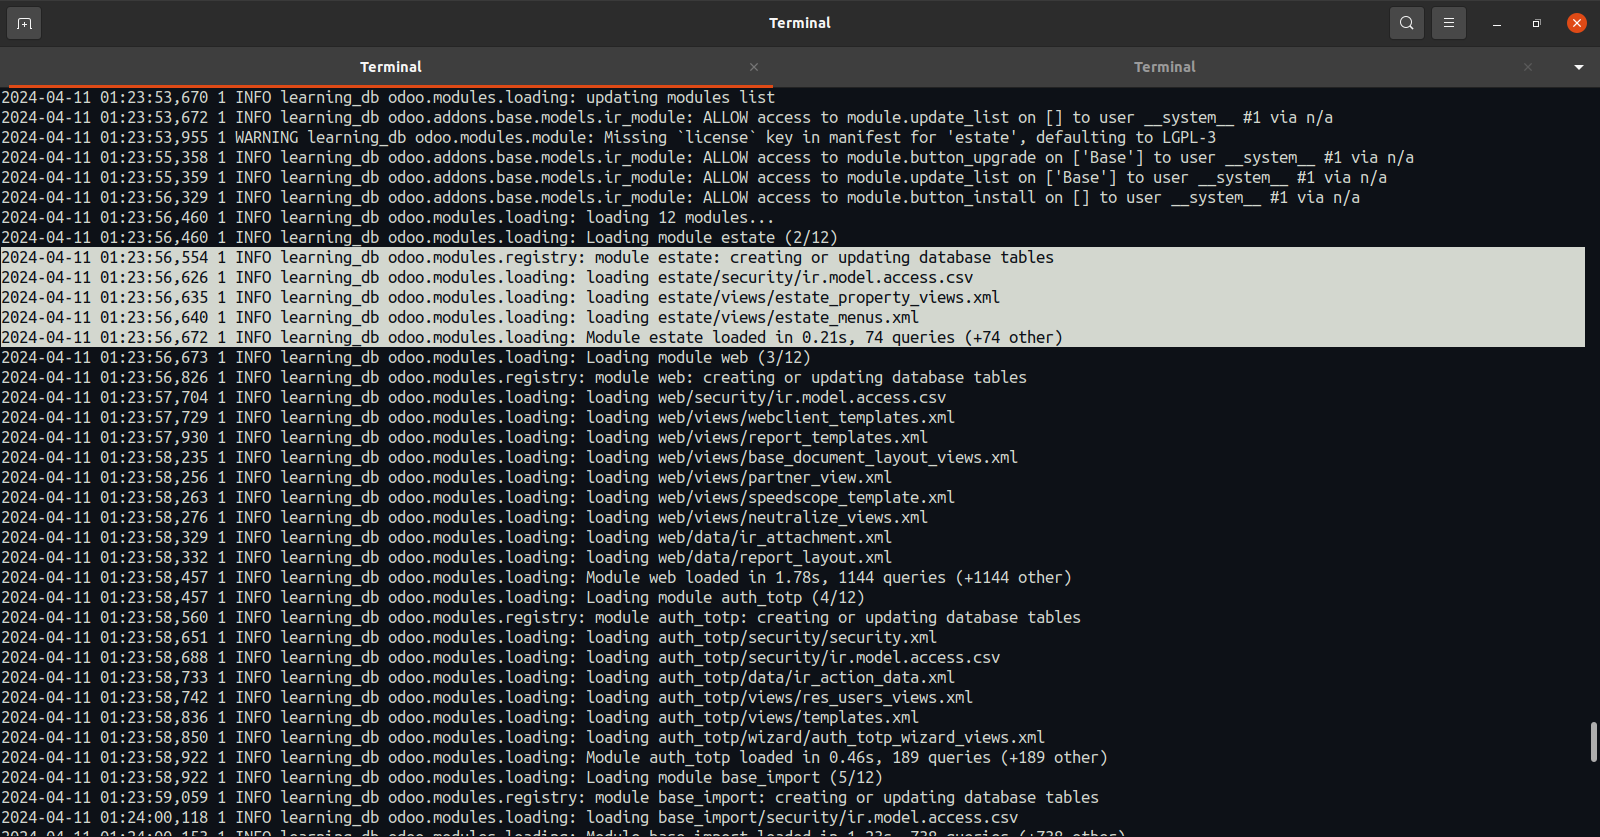 Terminal
Terminal
Terminal
2024-04-11 01:23:53,670 1 INFO learning_db odoo.modules.loading: updating modules list
2024-04-11 01:23:53,672 1 INFO learning_db odoo.addons.base.models.ir_module: ALLOW access to module.update_list on [] to user __system__ #1 via n/a
2024-04-11 01:23:53,955 1 WARNING learning_db odoo.modules.module: Missing `license` key in manifest for 'estate', defaulting to LGPL-3
2024-04-11 01:23:55,358 1 INFO learning_db odoo.addons.base.models.ir_module: ALLOW access to module.button_upgrade on ['Base'] to user __system__ #1 via n/a
2024-04-11 01:23:55,359 1 INFO learning_db odoo.addons.base.models.ir_module: ALLOW access to module.update_list on ['Base'] to user __system__ #1 via n/a
2024-04-11 01:23:56,329 1 INFO learning_db odoo.addons.base.models.ir_module: ALLOW access to module.button_install on [] to user __system__ #1 via n/a
2024-04-11 01:23:56,460 1 INFO learning_db odoo.modules.loading: loading 12 modules...
2024-04-11 01:23:56,460 1 INFO learning_db odoo.modules.loading: Loading module estate (2/12)
2024-04-11 01:23:56,554 1 INFO learning_db odoo.modules.registry: module estate: creating or updating database tables
2024-04-11 01:23:56,626 1 INFO learning_db odoo.modules.loading: loading estate/security/ir.model.access.csv
2024-04-11 01:23:56,635 1 INFO learning_db odoo.modules.loading: loading estate/views/estate_property_views.xml
2024-04-11 01:23:56,640 1 INFO learning_db odoo.modules.loading: loading estate/views/estate_menus.xml
2024-04-11 01:23:56,672 1 INFO learning_db odoo.modules.loading: Module estate loaded in 0.21s, 74 queries (+74 other)
2024-04-11 01:23:56,673 1 INFO learning_db odoo.modules.loading: Loading module web (3/12)
2024-04-11 01:23:56,826 1 INFO learning_db odoo.modules.registry: module web: creating or updating database tables
2024-04-11 01:23:57,704 1 INFO learning_db odoo.modules.loading: loading web/security/ir.model.access.csv
2024-04-11 01:23:57,729 1 INFO learning_db odoo.modules.loading: loading web/views/webclient_templates.xml
2024-04-11 01:23:57,930 1 INFO learning_db odoo.modules.loading: loading web/views/report_templates.xml
2024-04-11 01:23:58,235 1 INFO learning_db odoo.modules.loading: loading web/views/base_document_layout_views.xml
2024-04-11 01:23:58,256 1 INFO learning_db odoo.modules.loading: loading web/views/partner_view.xml
2024-04-11 01:23:58,263 1 INFO learning_db odoo.modules.loading: loading web/views/speedscope_template.xml
2024-04-11 01:23:58,276 1 INFO learning_db odoo.modules.loading: loading web/views/neutralize_views.xml
2024-04-11 01:23:58,329 1 INFO learning_db odoo.modules.loading: loading web/data/ir_attachment.xml
2024-04-11 01:23:58,332 1 INFO learning_db odoo.modules.loading: loading web/data/report_layout.xml
2024-04-11 01:23:58,457 1 INFO learning_db odoo.modules.loading: Module web loaded in 1.78s, 1144 queries (+1144 other)
2024-04-11 01:23:58,457 1 INFO learning_db odoo.modules.loading: Loading module auth_totp (4/12)
2024-04-11 01:23:58,560 1 INFO learning_db odoo.modules.registry: module auth_totp: creating or updating database tables
2024-04-11 01:23:58,651 1 INFO learning_db odoo.modules.loading: loading auth_totp/security/security.xml
2024-04-11 01:23:58,688 1 INFO learning_db odoo.modules.loading: loading auth_totp/security/ir.model.access.csv
2024-04-11 01:23:58,733 1 INFO learning_db odoo.modules.loading: loading auth_totp/data/ir_action_data.xml
2024-04-11 01:23:58,742 1 INFO learning_db odoo.modules.loading: loading auth_totp/views/res_users_views.xml
2024-04-11 01:23:58,836 1 INFO learning_db odoo.modules.loading: loading auth_totp/views/templates.xml
2024-04-11 01:23:58,850 1 INFO learning_db odoo.modules.loading: loading auth_totp/wizard/auth_totp_wizard_views.xml
2024-04-11 01:23:58,922 1 INFO learning_db odoo.modules.loading: Module auth_totp loaded in 0.46s, 189 queries (+189 other)
2024-04-11 01:23:58,922 1 INFO learning_db odoo.modules.loading: Loading module base_import (5/12)
2024-04-11 01:23:59,059 1 INFO learning_db odoo.modules.registry: module base_import: creating or updating database tables
2024-04-11 01:24:00,118 1 INFO learning_db odoo.modules.loading: loading base_import/security/ir.model.access.csv
2024-04-11 01:24:00,153 1 INFO learning_db odoo.modules.loading: Module base_import loaded in 1.23s, 738 queries (+738 other)